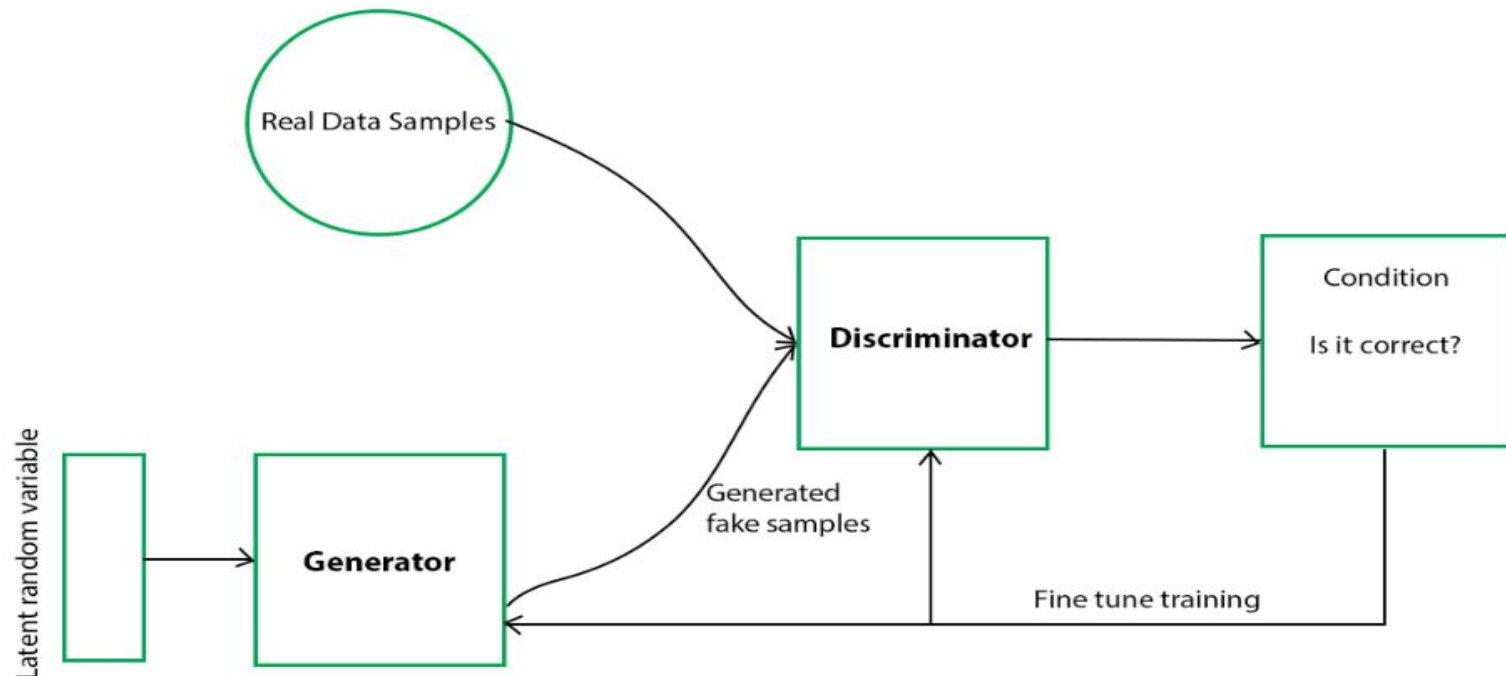 Real Data Samples
Discriminator
Condition
Is it correct?
Latent random variable
Generator
Generated
fake samples
Fine tune training